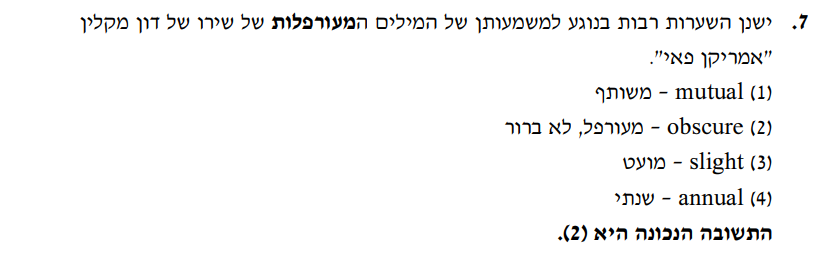 7. ישנן השערות רבות בנוגע למשמעותן של המילים המעורפלות של שירו של דון מקלין
"אמריקן פאי".
(1) mutual – משותף
(2) obscure – מעורפל, לא ברור
(3) slight – מועט
(4) annual – שנתי
התשובה הנכונה היא (2).